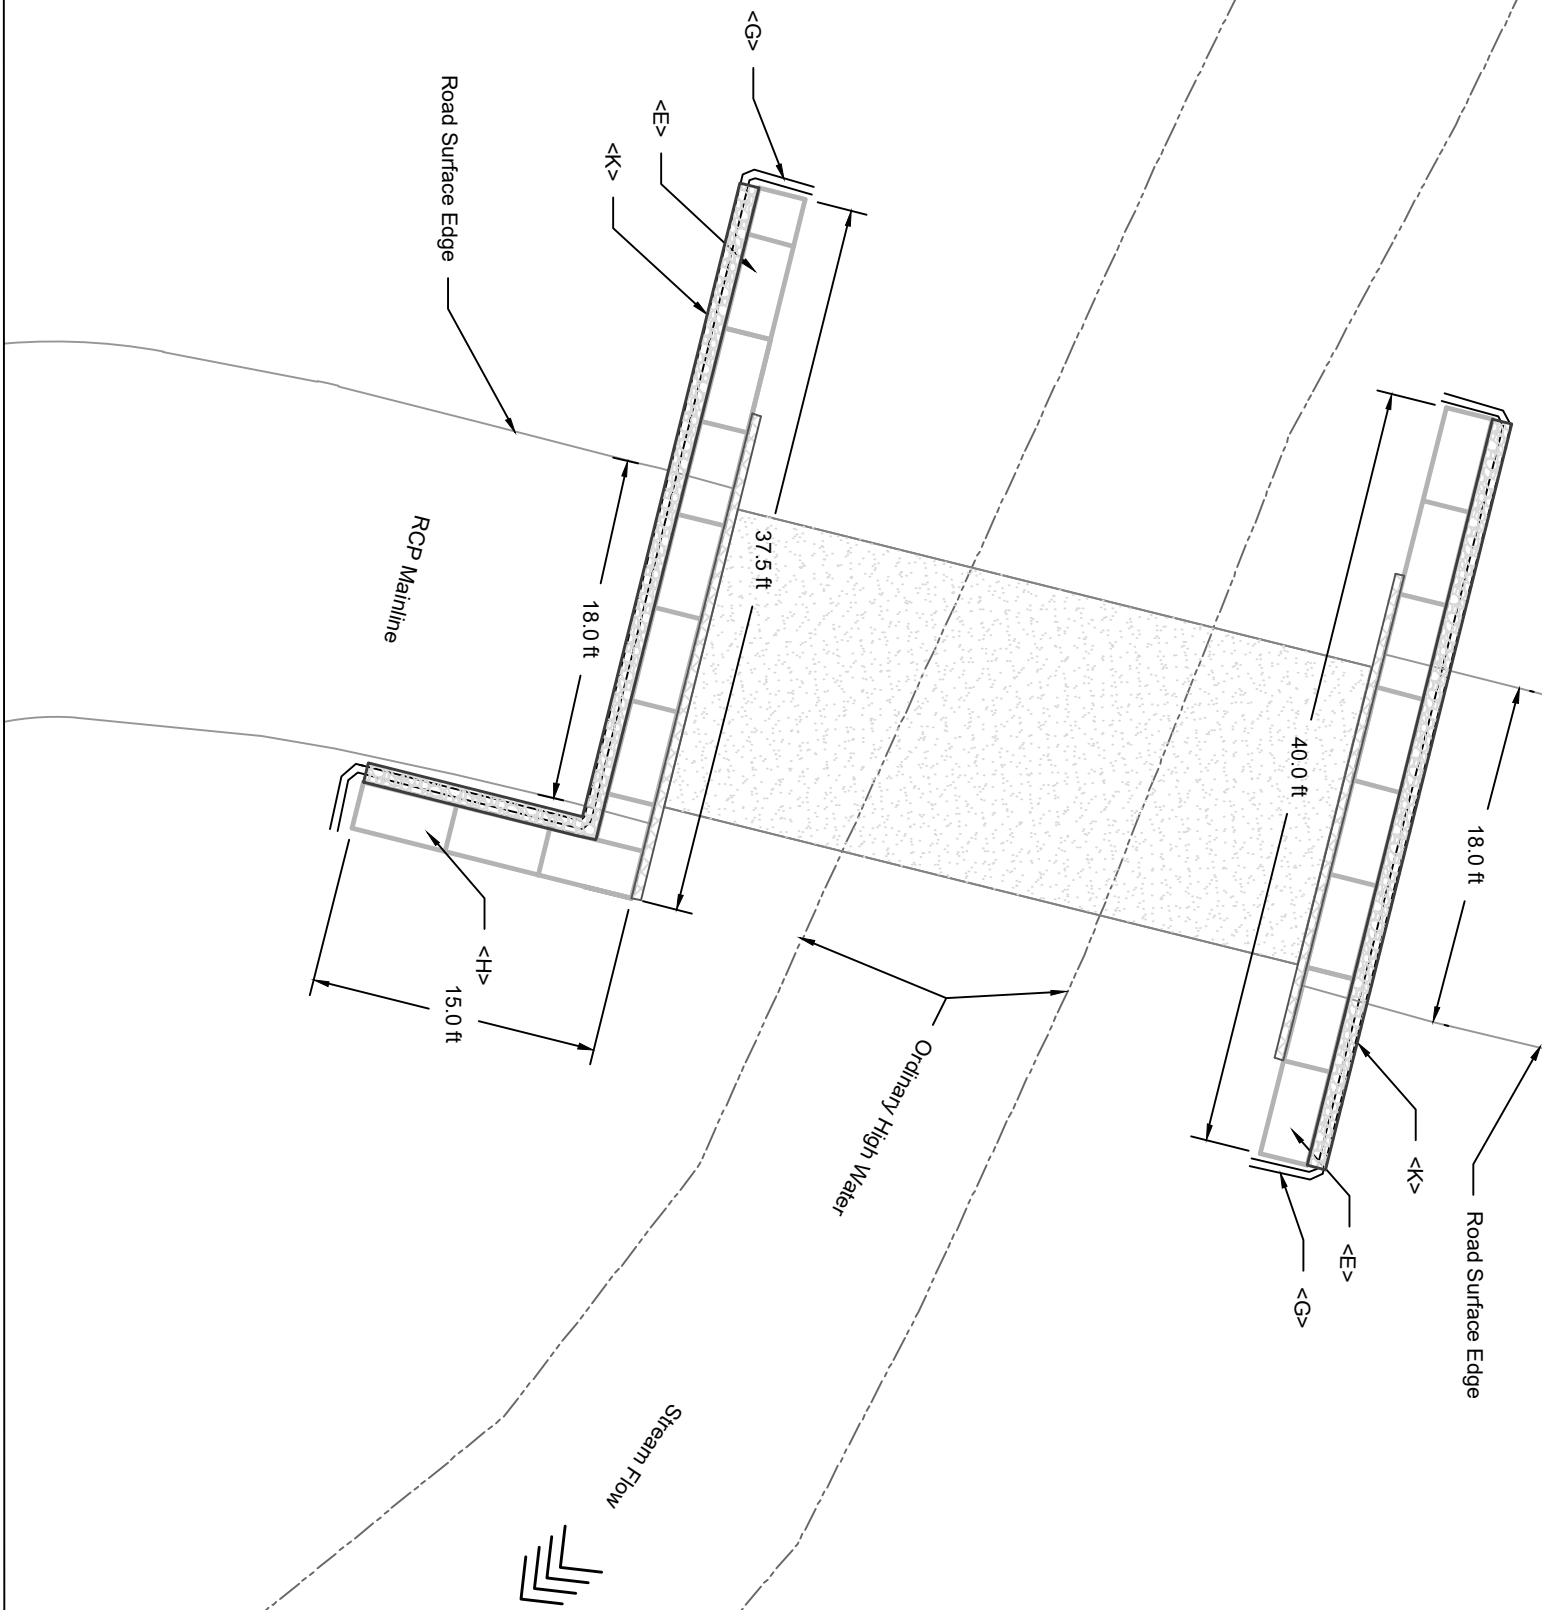 <G>
<E>
<K>
Road Surface Edge
RCP Mainline
18.0 ft
37.5 ft
<H>
15.0 ft
40.0 ft
18.0 ft
Ordinary High Water
<K>
<E>
<G>
Road Surface Edge
Stream Flow